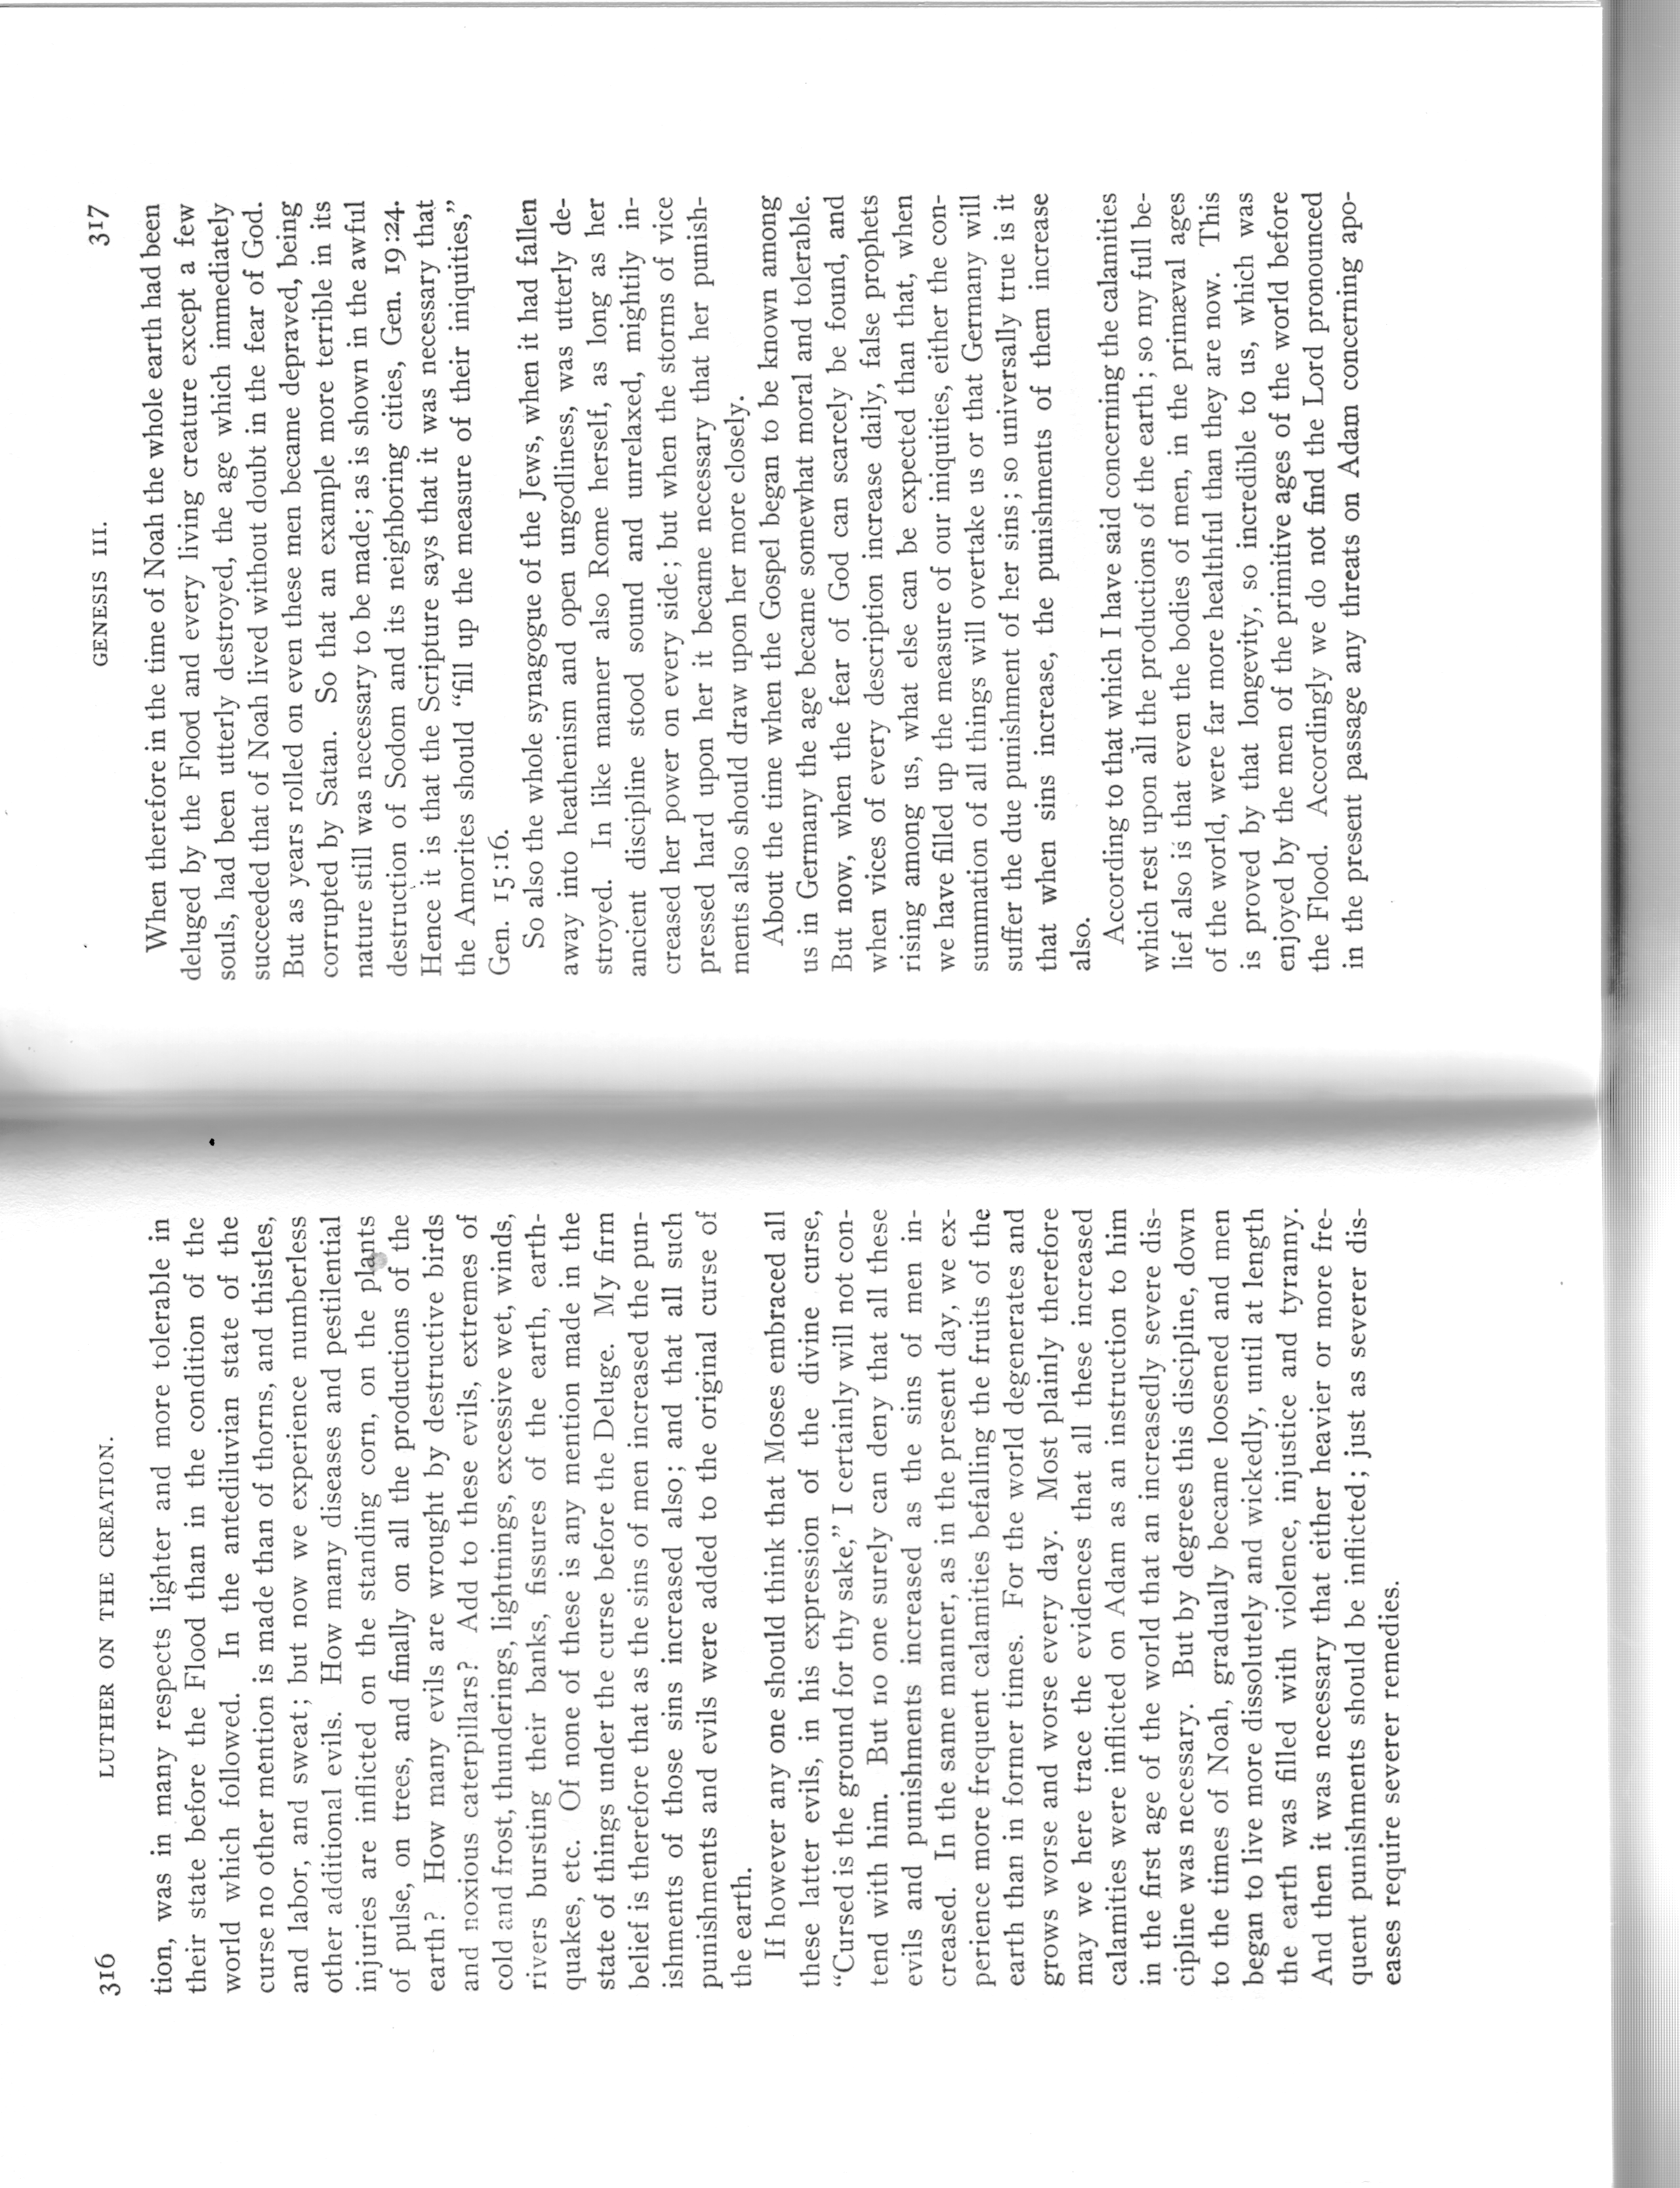 316 LUTHER ON THE CREATION.
tion, was in many respects lighter and more tolerable in
their state before the Flood than in the condition of the
world which followed. In the antediluvian state of the
curse no other mention is made than of thorns, and thistles,
and labor, and sweat; but now we experience numberless
other additional evils. How many diseases and pestilential
injuries are inflicted on the standing corn, on the plants
of pulse, on trees, and finally on all the productions of the
earth? How many evils are wrought by destructive birds
and noxious caterpillars? Add to these evils, extremes of
cold and frost, thunderings, lightnings, excessive wet, winds,
rivers bursting their banks, fissures of the earth, earth-
quakes, etc. Of none of these is any mention made in the
state of things under the curse before the Deluge. My firm
belief is therefore that as the sins of men increased the pun-
ishments of those sins increased also; and that all such
punishments and evils were added to the original curse of
the earth.
If however any one should think that Moses embraced all
these latter evils, in his expression of the divine curse,
“Cursed is the ground for thy sake,” I certainly will not con-
tend with him. But no one surely can deny that all these
evils and punishments increased as the sins of men in-
creased. In the same manner, as in the present day, we ex-
perience more frequent calamities befalling the fruits of the
earth than in former times. For the world degenerates and
grows worse and worse every day. Most plainly therefore
may we here trace the evidences that all these increased
calamities were inflicted on Adam as an instruction to him
in the first age of the world that an increasedly severe dis-
cipline was necessary. But by degrees this discipline, down
to the times of Noah, gradually became loosened and men
began to live more dissolutely and wickedly, until at length
the earth was filled with violence, injustice and tyranny.
And then it was necessary that either heavier or more fre-
quent punishments should be inflicted; just as severer dis-
eases require severer remedies.
GENESIS III. 317
When therefore in the time of Noah the whole earth had been
deluged by the Flood and every living creature except a few
souls, had been utterly destroyed, the age which immediately
succeeded that of Noah lived without doubt in the fear of God.
But as years rolled on even these men became depraved, being
corrupted by Satan. So that an example more terrible in its
nature still was necessary to be made; as is shown in the awful
destruction of Sodom and its neighboring cities, Gen. 19:24.
Hence it is that the Scripture says that it was necessary that
the Amorites should “fill up the measure of their iniquities,”
Gen. 15:16.
So also the whole synagogue of the Jews, when it had fallen
away into heathenism and open ungodliness, was utterly de-
stroyed. In like manner also Rome herself, as long as her
ancient discipline stood sound and unrelaxed, mightily in-
creased her power on every side; but when the storms of vice
pressed hard upon her it became necessary that her punish-
ments also should draw upon her more closely.
About the time when the Gospel began to be known among
us in Germany the age became somewhat moral and tolerable.
But now, when the fear of God can scarcely be found, and
when vices of every description increase daily, false prophets
rising among us, what else can be expected than that, when
we have filled up the measure of our iniquities, either the con-
summation of all things will overtake us or that Germany will
suffer the due punishment of her sins; so universally true is it
that when sins increase, the punishments of them increase
also.
According to that which I have said concerning the calamities
which rest upon all the productions of the earth; so my full be-
lief also is that even the bodies of men, in the primæval ages
of the world, were far more healthful than they are now. This
is proved by that longevity, so incredible to us, which was
enjoyed by the men of the primitive ages of the world before
the Flood. Accordingly we do not find the Lord pronounced
in the present passage any threats on Adam concerning apo-